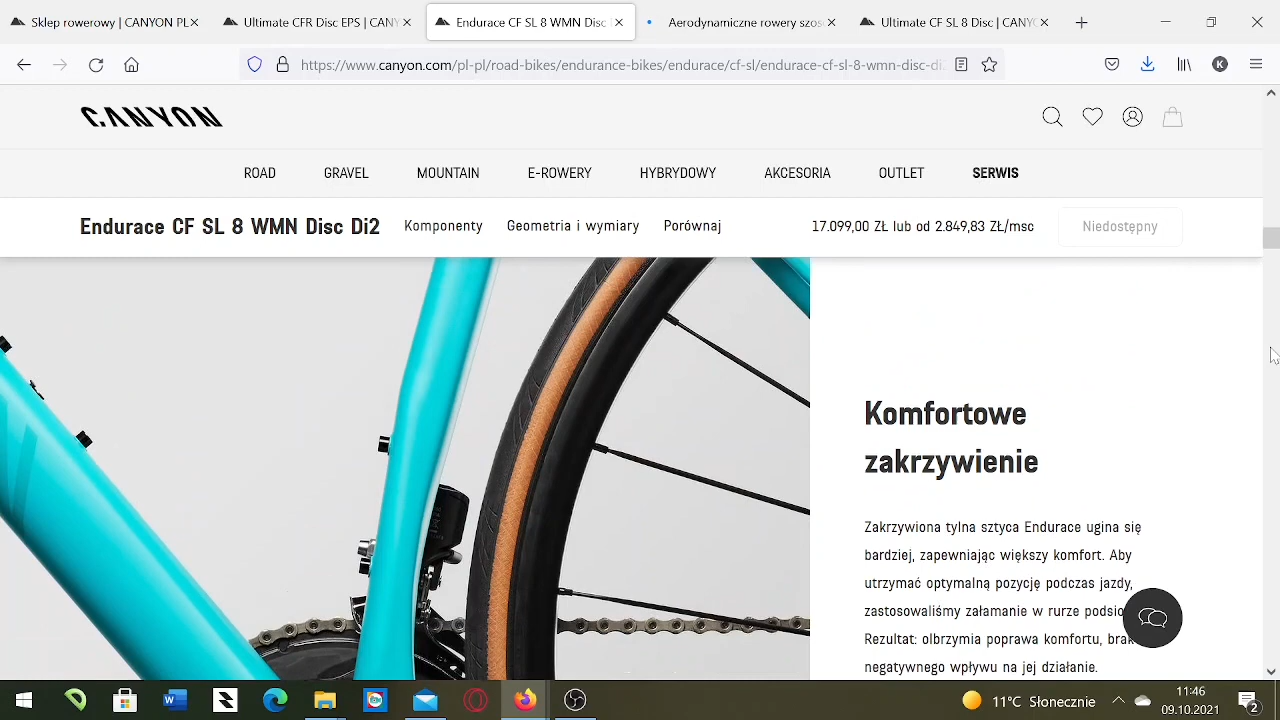 Sklep rowerowy | CANYON PL
Ultimate CFR Disc EPS | CANY
Endurace CF SL 8 WMN Disc
Aerodynamiczne rowery szos
Ultimate CF SL 8 Disc | CANYO
https://www.canyon.com/pl-pl/road-bikes/endurance-bikes/endurace/cf-sl/endurace-cf-sl-8-wmn-disc-di2
K
CANYON
ROAD GRAVEL MOUNTAIN E-ROWERY HYBRYDOWY AKCESORIA OUTLET SERWIS
Endurace CF SL 8 WMN Disc Di2 Komponenty Geometria i wymiary Porównaj 17.099,00 ZŁ lub od 2.849,83 ZŁ/msc Niedostępny
Komfortowe
zakrzywienie
Zakrzywiona tylna sztyca Endurace ugina się
bardziej, zapewniając większy komfort. Aby
utrzymać optymalną pozycję podczas jazdy,
zastosowaliśmy załamanie w rurze podsio
Rezultat: olbrzymia poprawa komfortu, bra
negatywnego wpływu na jej działanie.
11°C Słonecznie
11:46
09.10.2021
2